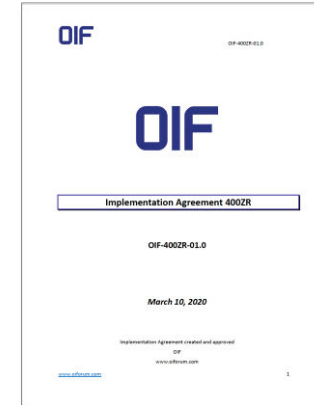 OIF
OIF-400ZR-01.0
OIF
Implementation Agreement 400ZR
OIF-400ZR-01.0
March 10, 2020
Implementation Agreement created and approved
OIF
www.oiforum.com
www.oiforum.com 1